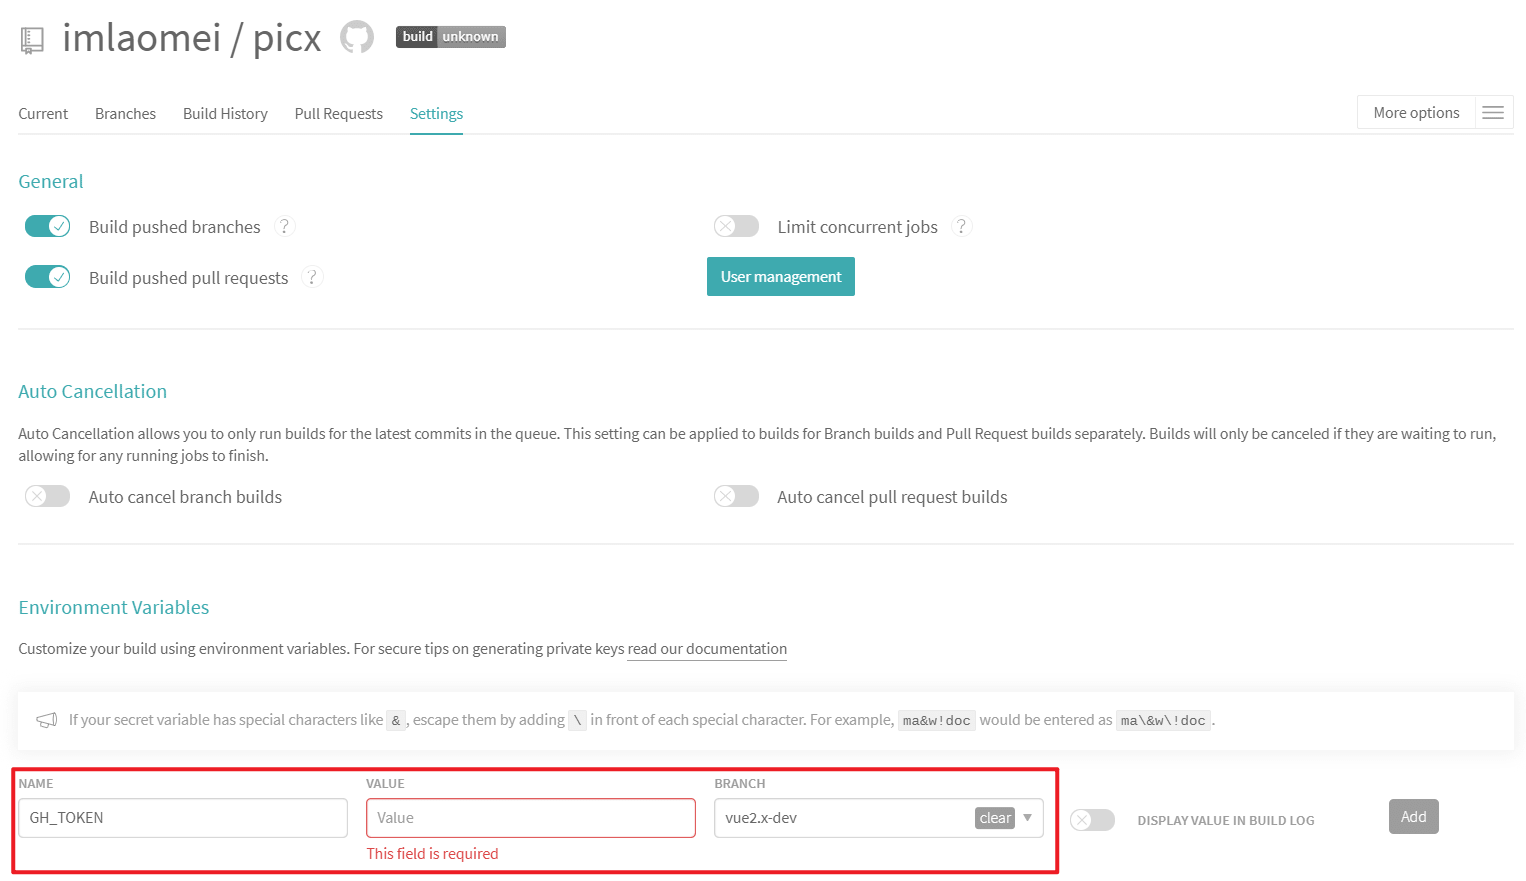 imlaomei / picx
build unknown
Current Branches Build History Pull Requests Settings More options
General
Build pushed branches ? Limit concurrent jobs ?
Build pushed pull requests ? User management
Auto Cancellation
Auto Cancellation allows you to only run builds for the latest commits in the queue. This setting can be applied to builds for Branch builds and Pull Request builds separately. Builds will only be canceled if they are waiting to run,
allowing for any running jobs to finish.
Auto cancel branch builds Auto cancel pull request builds
Environment Variables
Customize your build using environment variables. For secure tips on generating private keys read our documentation
If your secret variable has special characters like &, escape them by adding \ in front of each special character. For example, ma&w!doc would be entered as ma\&w\!doc.
NAME VALUE BRANCH
GH_TOKEN Value vue2.x-dev clear DISPLAY VALUE IN BUILD LOG Add
This field is required